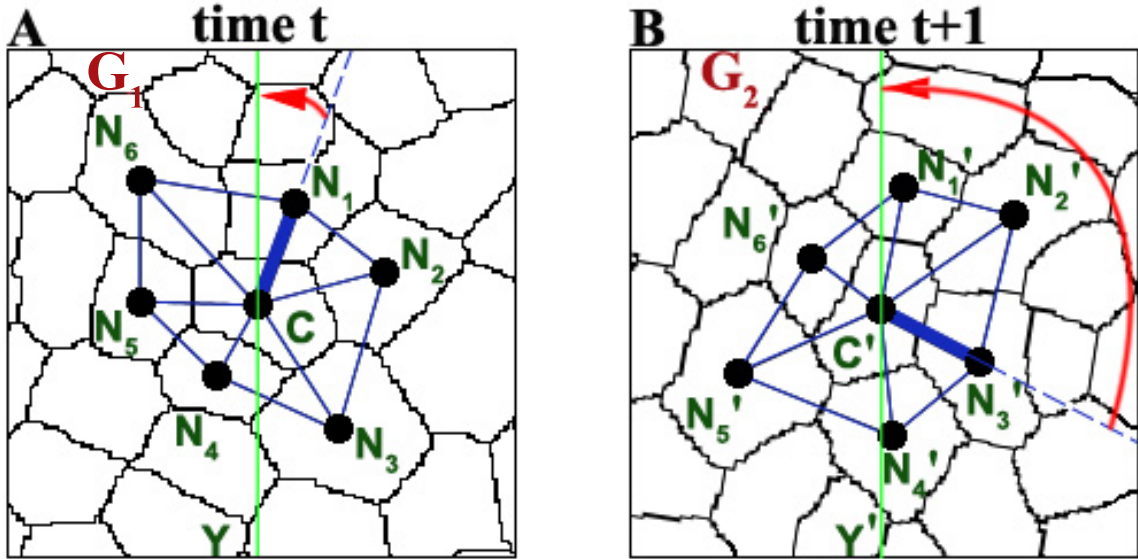 A time t
G₁
N₆
N₁
N₂
C
N₅
N₄
N₃
Y
B time t+1
G₂
N₁'
N₂'
N₆'
C'
N₃'
N₅'
N₄'
Y'